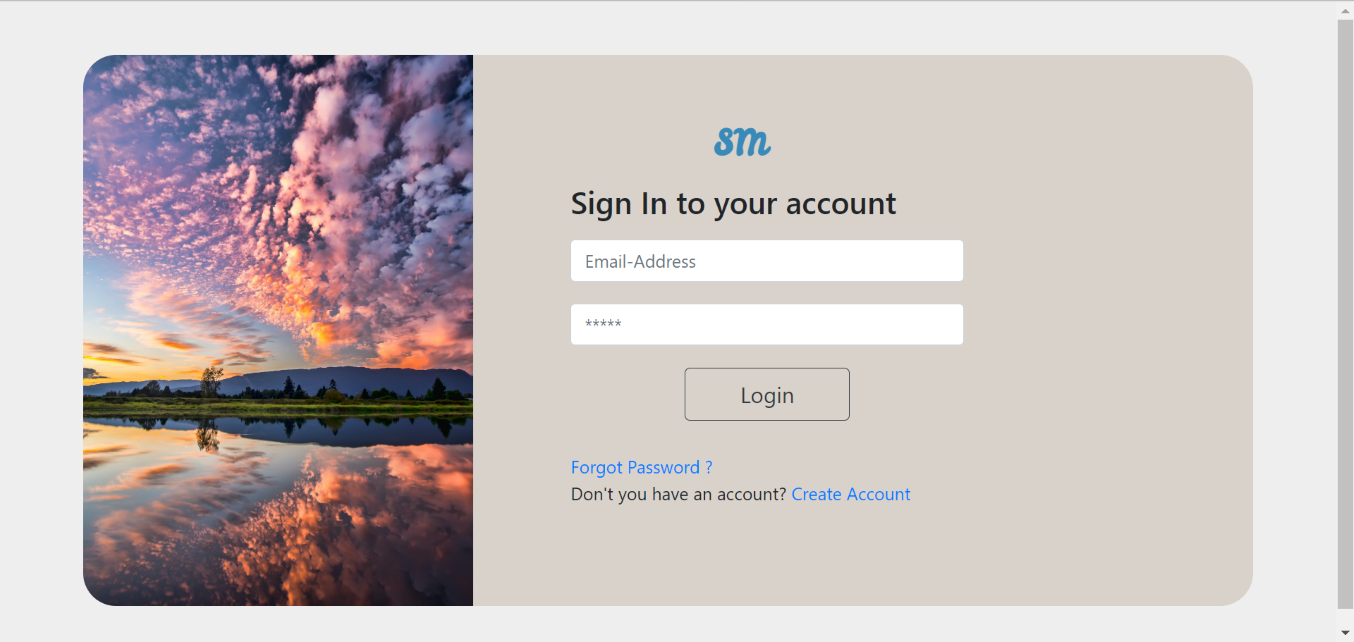 sm
Sign In to your account
Email-Address
*****
Login
Forgot Password ?
Don't you have an account? Create Account